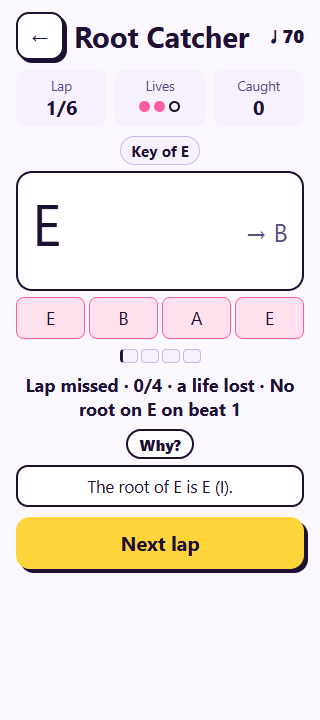 ← Root Catcher ♩ 70
Lap Lives Caught
1/6 0
Key of E
E → B
E B A E
Lap missed · 0/4 · a life lost · No
root on E on beat 1
Why?
The root of E is E (I).
Next lap